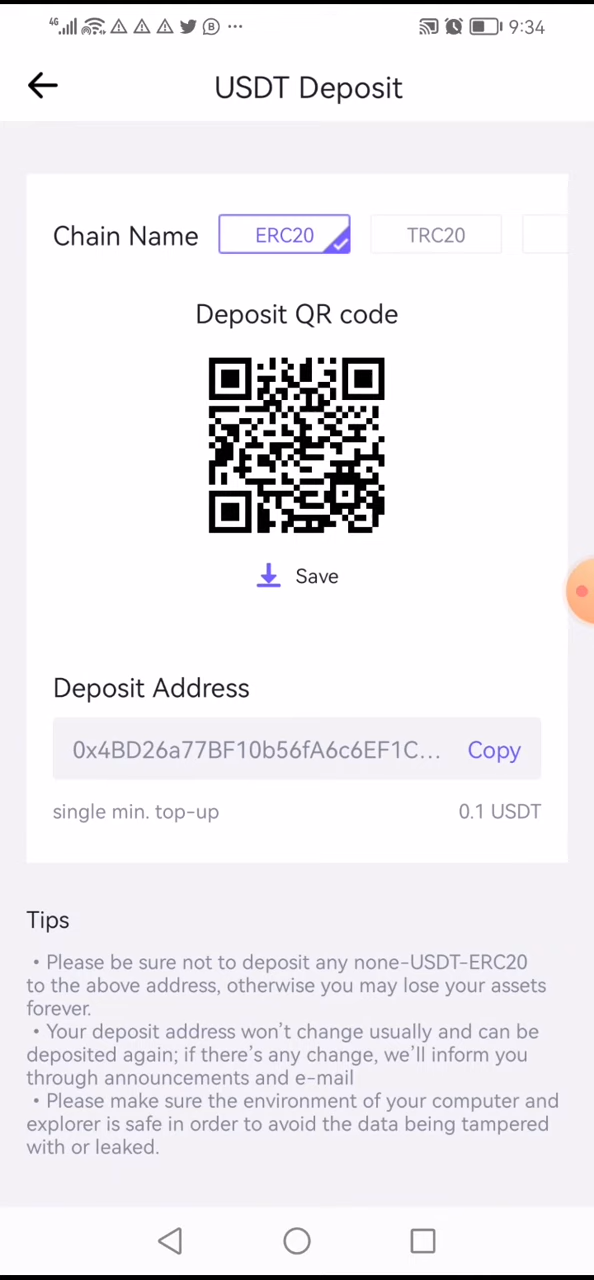 4G 9:34
USDT Deposit
Chain Name ERC20 TRC20
Deposit QR code
Save
Deposit Address
0x4BD26a77BF10b56fA6c6EF1C... Copy
single min. top-up 0.1 USDT
Tips
• Please be sure not to deposit any none-USDT-ERC20
to the above address, otherwise you may lose your assets
forever.
• Your deposit address won't change usually and can be
deposited again; if there's any change, we'll inform you
through announcements and e-mail
• Please make sure the environment of your computer and
explorer is safe in order to avoid the data being tampered
with or leaked.